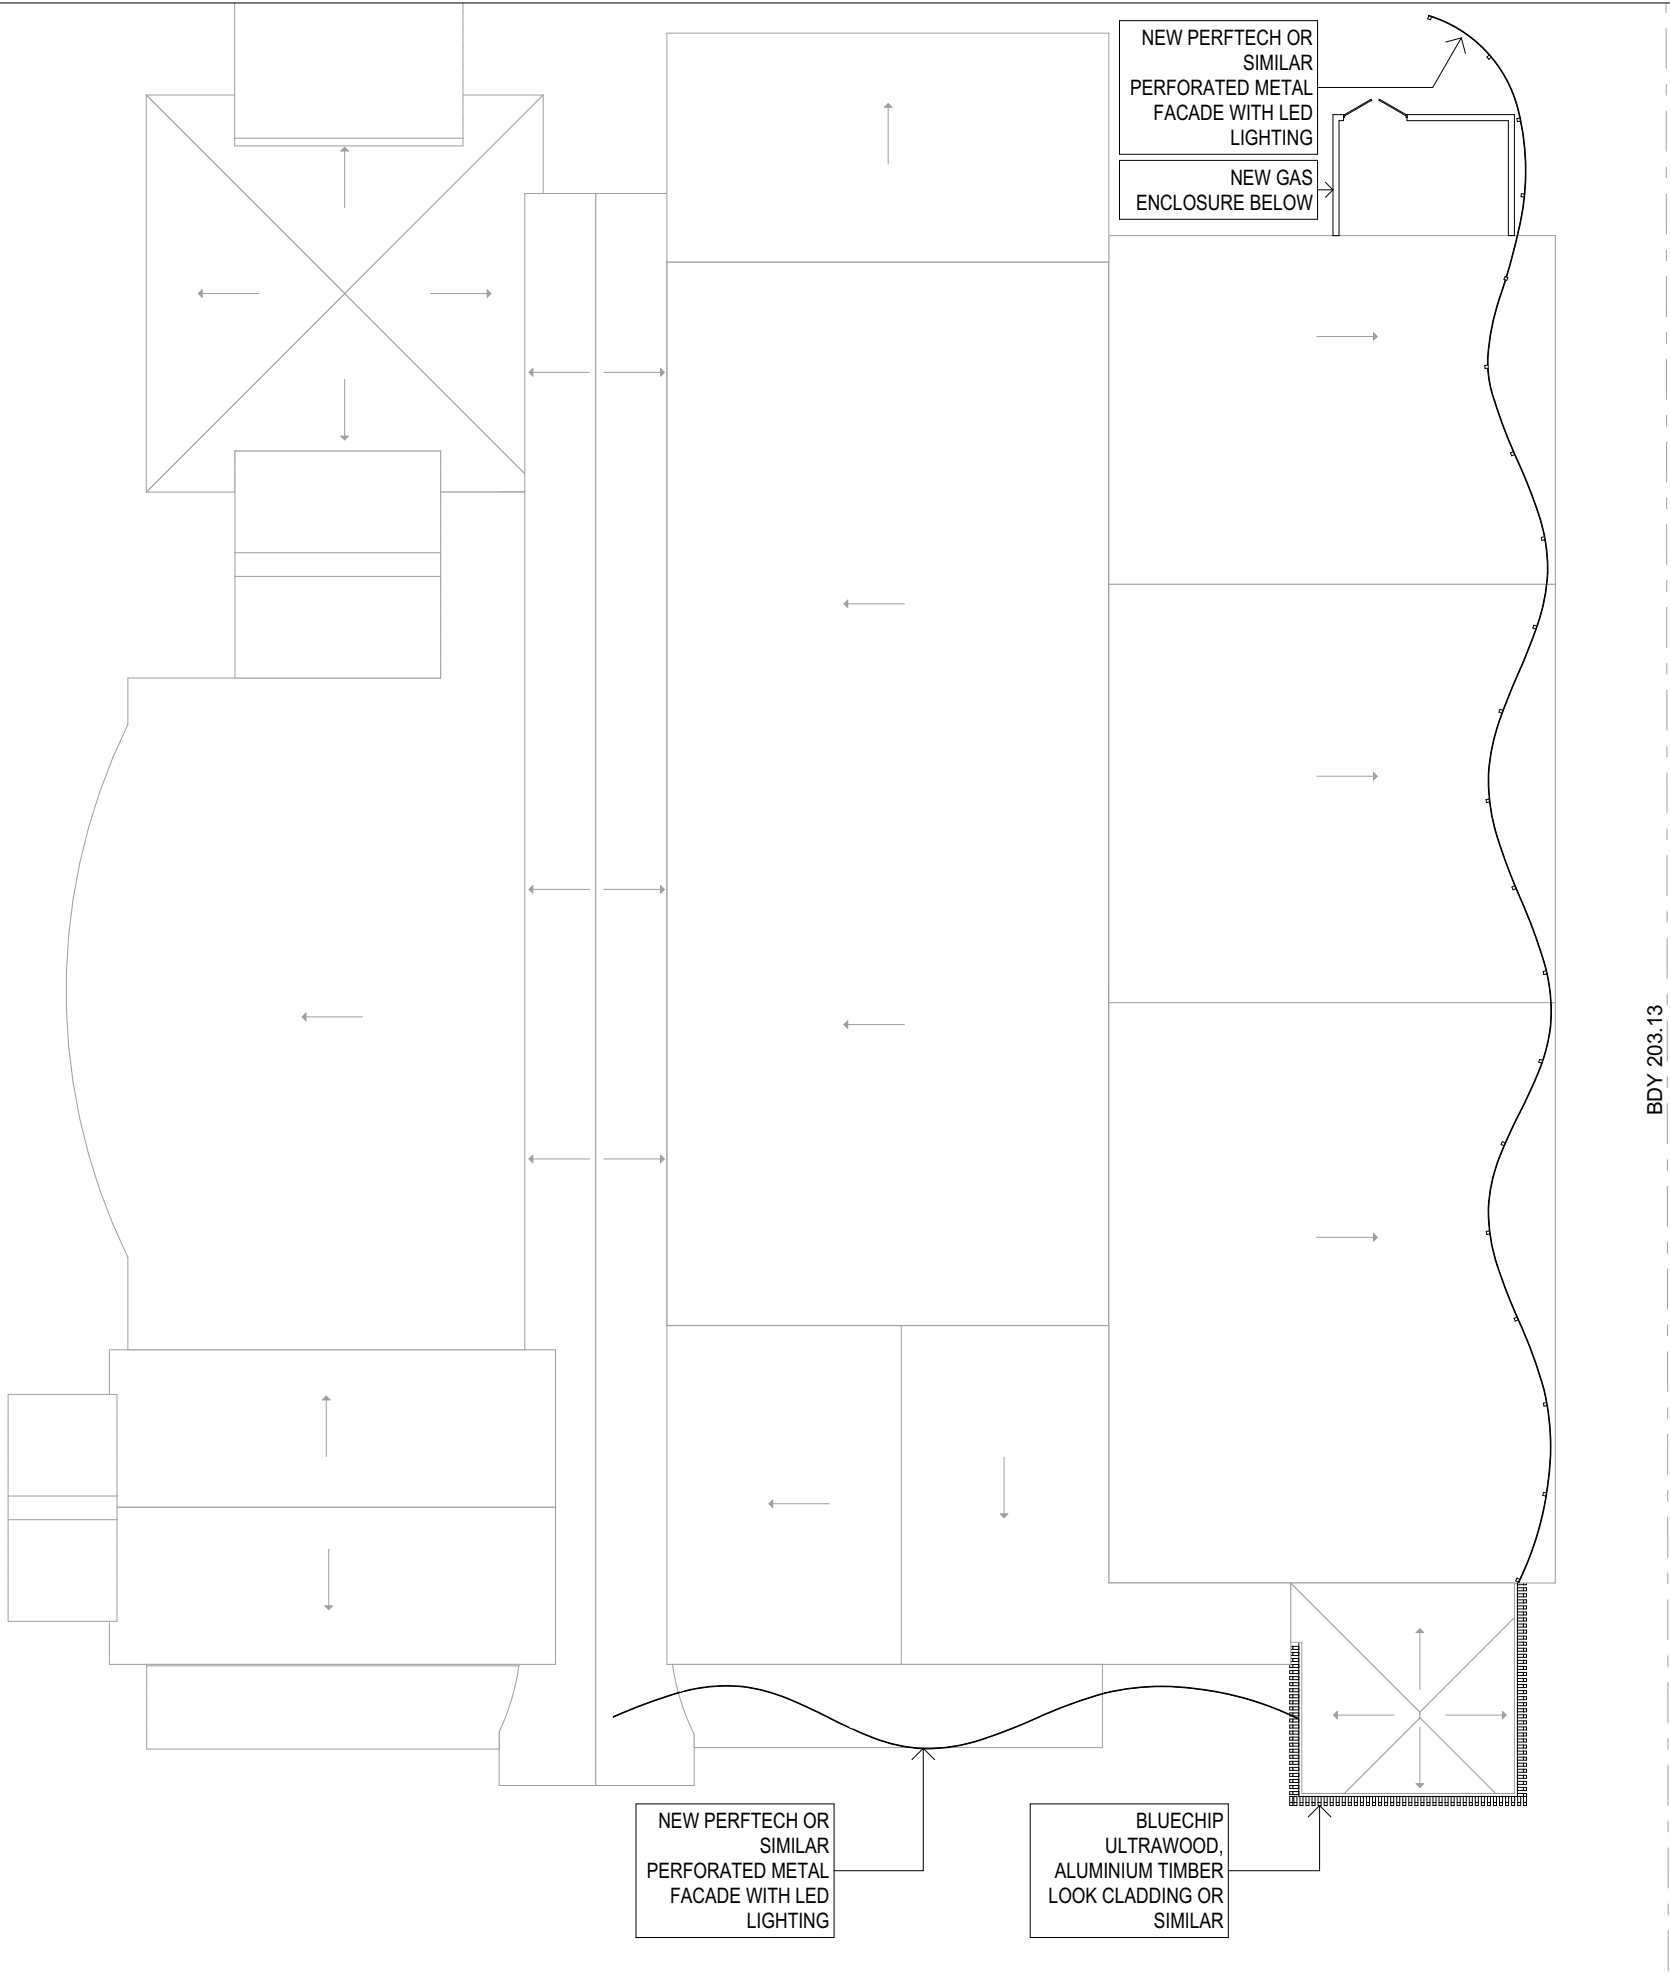 NEW PERFTECH OR
SIMILAR
PERFORATED METAL
FACADE WITH LED
LIGHTING
NEW GAS
ENCLOSURE BELOW
BDY 203.13
NEW PERFTECH OR
SIMILAR
PERFORATED METAL
FACADE WITH LED
LIGHTING
BLUECHIP
ULTRAWOOD,
ALUMINIUM TIMBER
LOOK CLADDING OR
SIMILAR